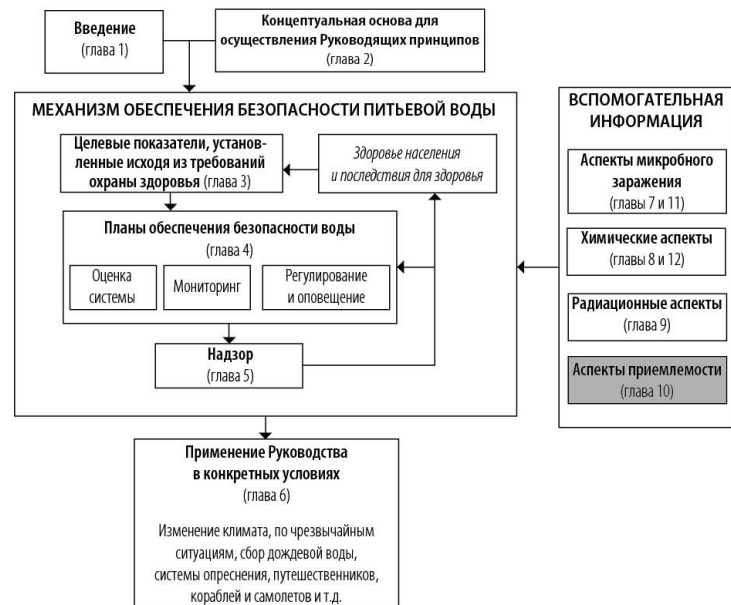 Введение
(глава 1)
Концептуальная основа для
осуществления Руководящих принципов
(глава 2)
МЕХАНИЗМ ОБЕСПЕЧЕНИЯ БЕЗОПАСНОСТИ ПИТЬЕВОЙ ВОДЫ
Целевые показатели, установ-
ленные исходя из требований
охраны здоровья (глава 3)
Здоровье населения
и последствия для здоровья
Планы обеспечения безопасности воды
(глава 4)
Оценка
системы
Мониторинг
Регулирование
и оповещение
Надзор
(глава 5)
ВСПОМОГАТЕЛЬНАЯ
ИНФОРМАЦИЯ
Аспекты микробного
заражения
(главы 7 и 11)
Химические аспекты
(главы 8 и 12)
Радиационные аспекты
(глава 9)
Аспекты приемлемости
(глава 10)
Применение Руководства
в конкретных условиях
(глава 6)
Изменение климата, по чрезвычайным
ситуациям, сбор дождевой воды,
системы опреснения, путешественников,
кораблей и самолетов и т.д.